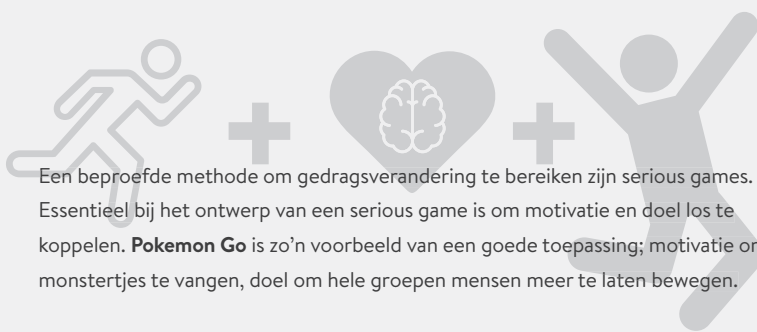 Een beproefde methode om gedragsverandering te bereiken zijn serious games.
Essentieel bij het ontwerp van een serious game is om motivatie en doel los te
koppelen. Pokemon Go is zo’n voorbeeld van een goede toepassing; motivatie
monstertjes te vangen, doel om hele groepen mensen meer te laten bewegen.